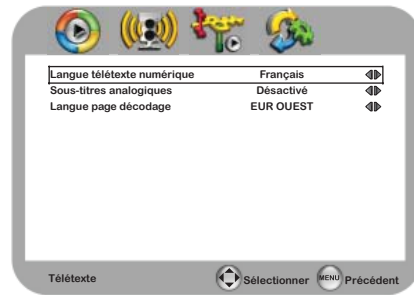 Langue télétexte numérique Français
Sous-titres analogiques Désactivé
Langue page décodage EUR OUEST
Télétexte Sélectionner MENU Précédent